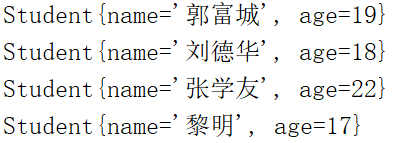 Student{name='郭富城', age=19}
Student{name='刘德华', age=18}
Student{name='张学友', age=22}
Student{name='黎明', age=17}